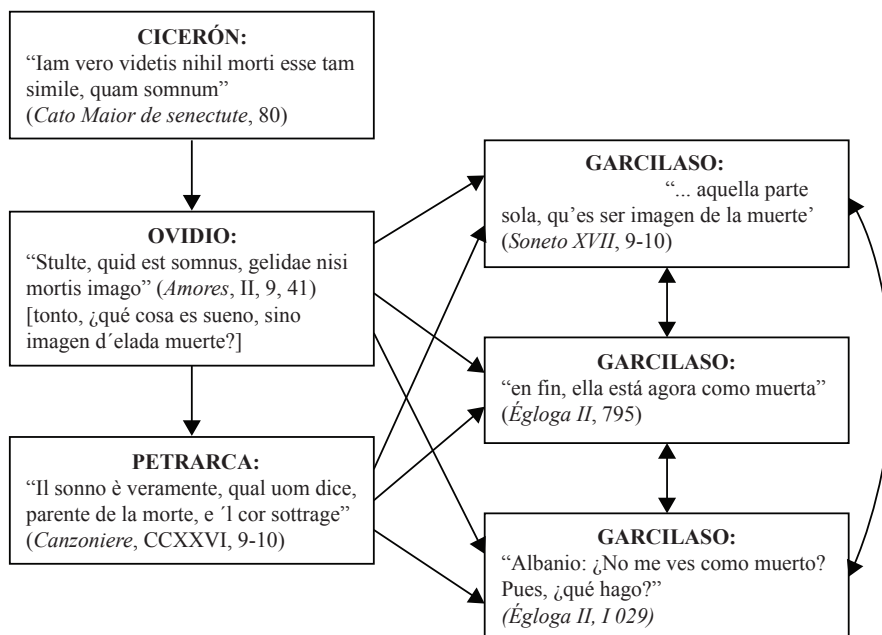 CICERÓN:
“Iam vero videtis nihil morti esse tam
simile, quam somnum”
(Cato Maior de senectute, 80)
OVIDIO:
“Stulte, quid est somnus, gelidae nisi
mortis imago” (Amores, II, 9, 41)
[tonto, ¿qué cosa es sueno, sino
imagen d´elada muerte?]
PETRARCA:
“Il sonno è veramente, qual uom dice,
parente de la morte, e ´l cor sottrage”
(Canzoniere, CCXXVI, 9-10)
GARCILASO:
“... aquella parte
sola, qu’es ser imagen de la muerte’
(Soneto XVII, 9-10)
GARCILASO:
“en fin, ella está agora como muerta”
(Égloga II, 795)
GARCILASO:
“Albanio: ¿No me ves como muerto?
Pues, ¿qué hago?”
(Égloga II, I 029)